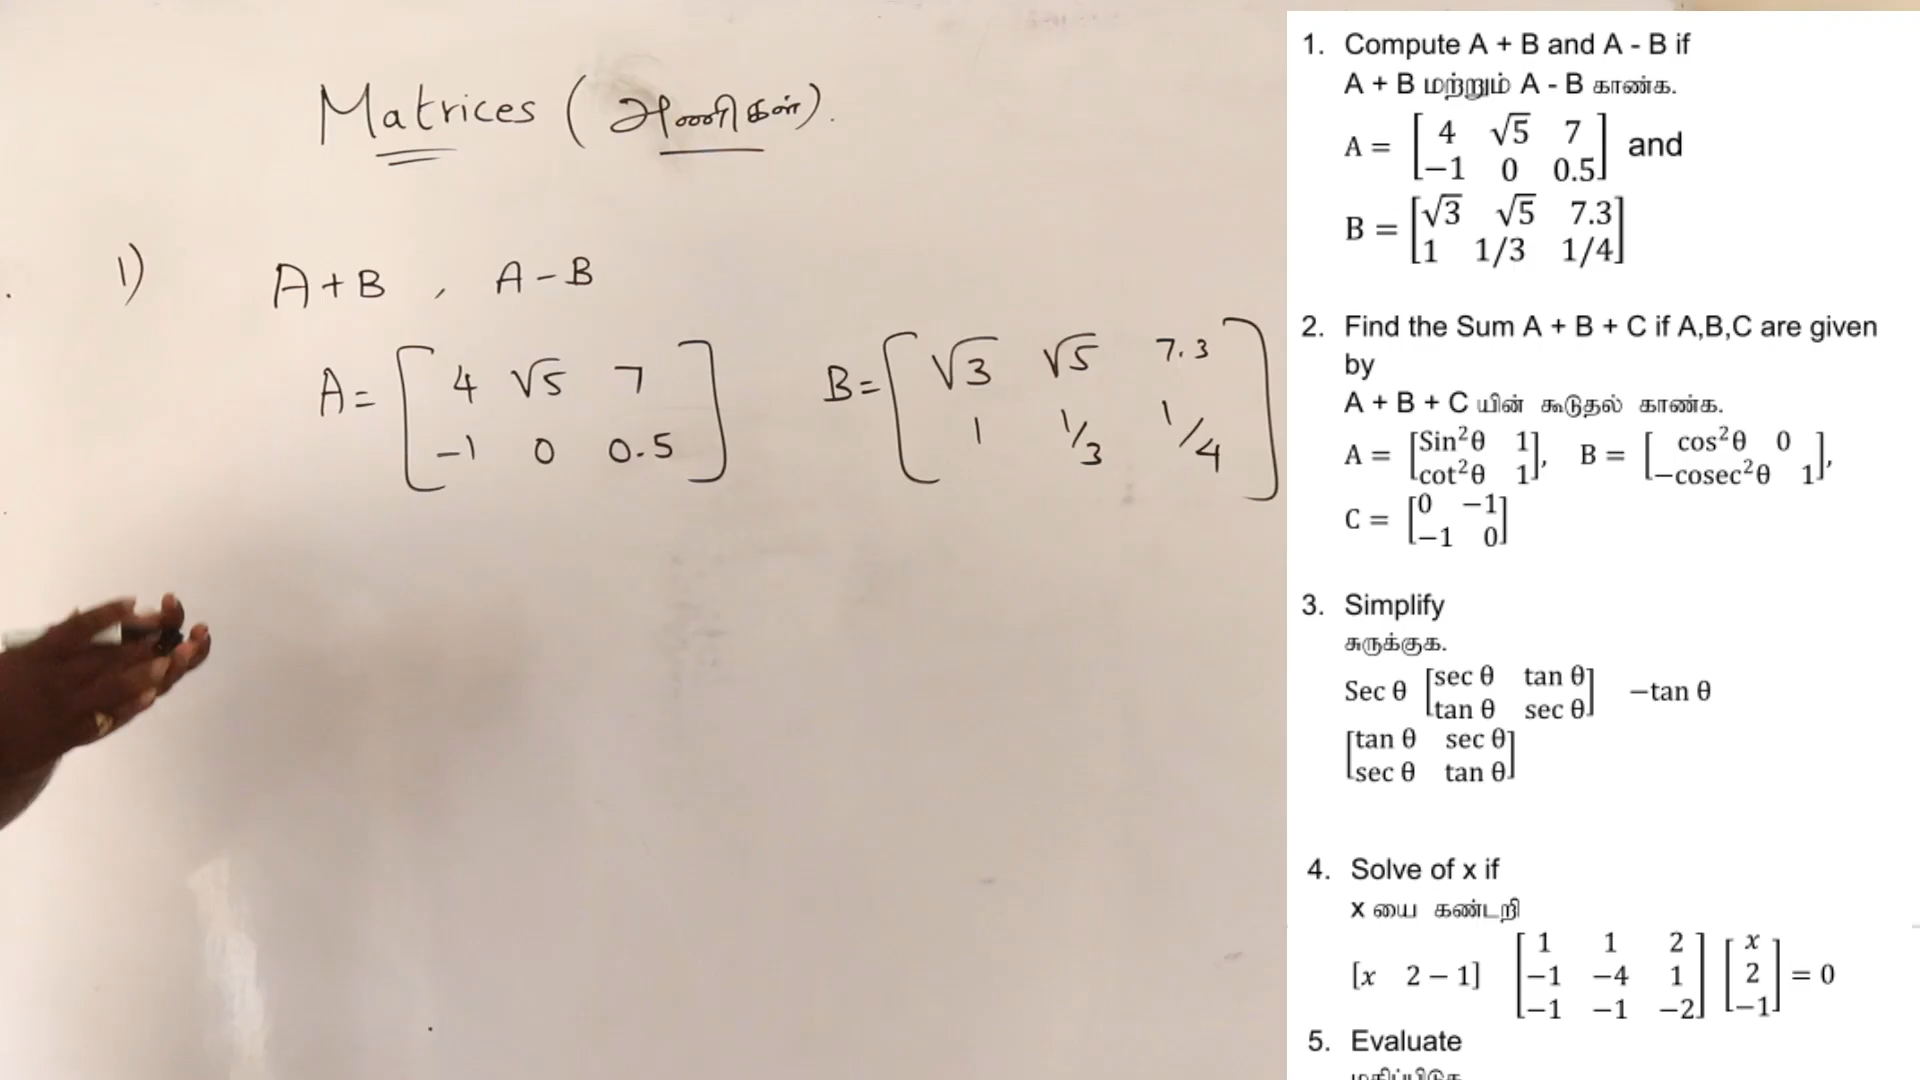 Matrices (அணிகள்).
1) A+B , A-B
A= [ 4 √5 7
-1 0 0.5 ]
B= [ √3 √5 7.3
1 1/3 1/4 ]
1. Compute A + B and A - B if
A + B மற்றும் A - B காண்க.
A = [ 4 √5 7
−1 0 0.5 ] and
B = [ √3 √5 7.3
1 1/3 1/4 ]
2. Find the Sum A + B + C if A,B,C are given
by
A + B + C யின் கூடுதல் காண்க.
A = [ Sin²θ 1
cot²θ 1 ], B = [ cos²θ 0
−cosec²θ 1 ],
C = [ 0 −1
−1 0 ]
3. Simplify
சுருக்குக.
Sec θ [ sec θ tan θ
tan θ sec θ ] −tan θ
[ tan θ sec θ
sec θ tan θ ]
4. Solve of x if
x யை கண்டறி
[x 2 − 1] [ 1 1 2
−1 −4 1
−1 −1 −2 ] [ x
2
−1 ] = 0
5. Evaluate